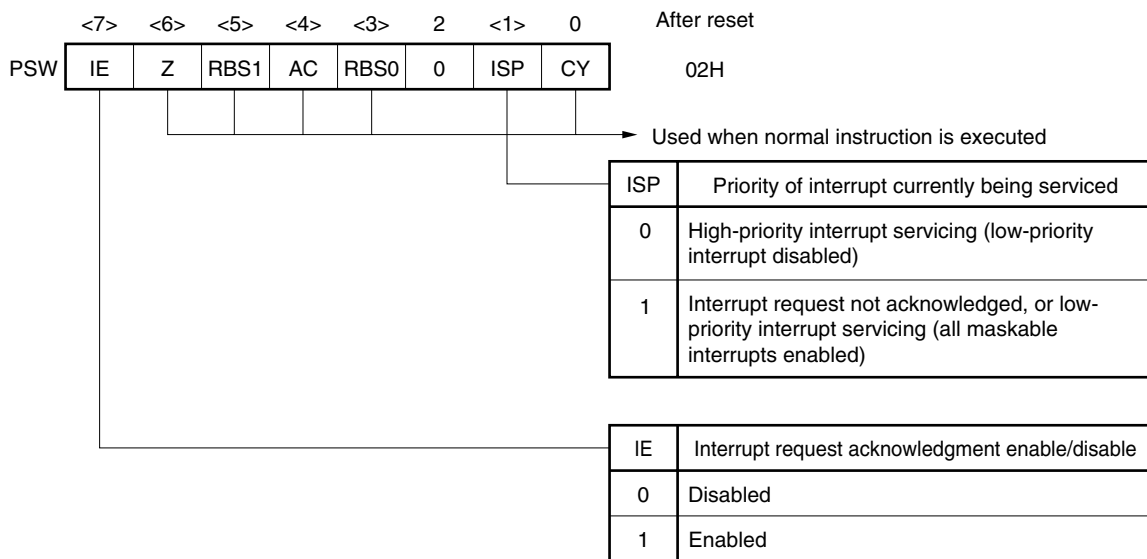 <7> <6> <5> <4> <3> 2 <1> 0 After reset
PSW IE Z RBS1 AC RBS0 0 ISP CY 02H
Used when normal instruction is executed
ISP Priority of interrupt currently being serviced
0 High-priority interrupt servicing (low-priority
interrupt disabled)
1 Interrupt request not acknowledged, or low-
priority interrupt servicing (all maskable
interrupts enabled)
IE Interrupt request acknowledgment enable/disable
0 Disabled
1 Enabled